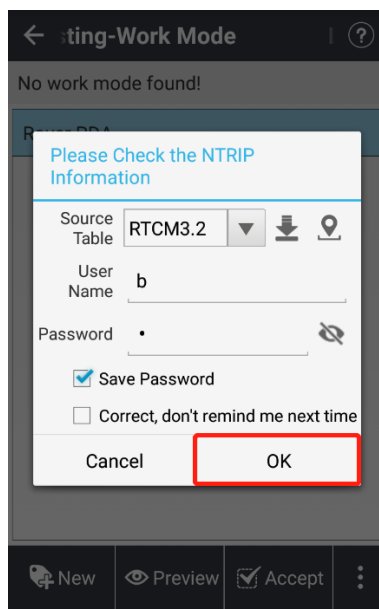 sting-Work Mode
No work mode found!
Please Check the NTRIP
Information
Source
Table
RTCM3.2
User
Name
b
Password
•
Save Password
Correct, don't remind me next time
Cancel
OK
New
Preview
Accept